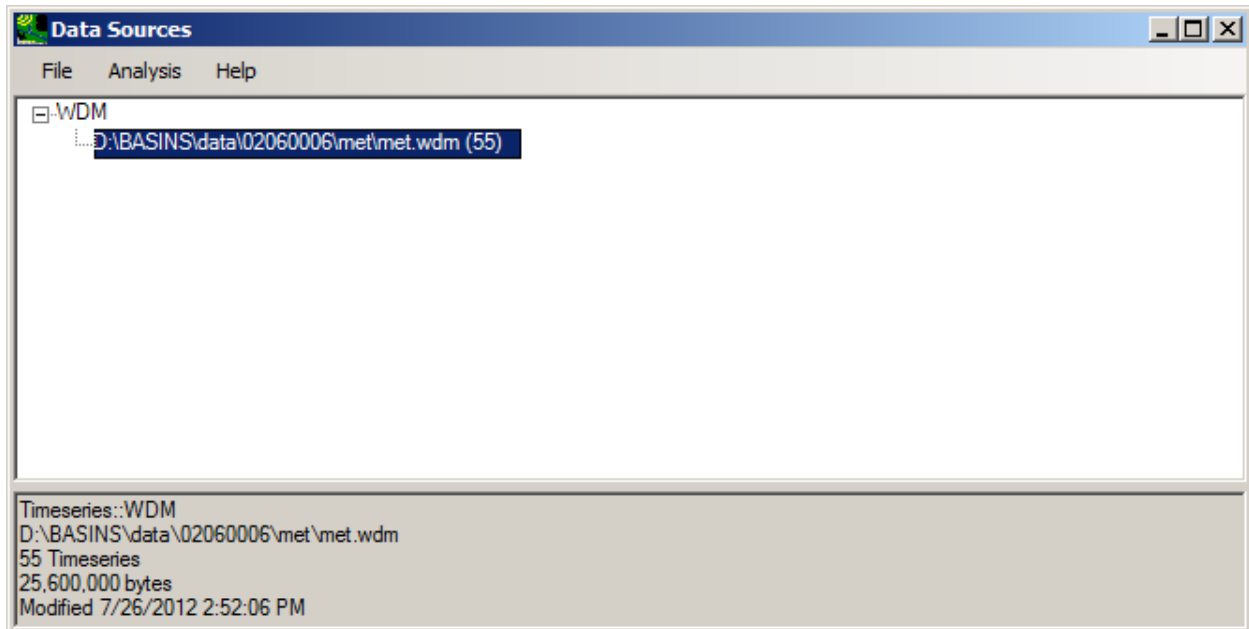 Data Sources
File Analysis Help
WDM
D:\BASINS\data\02060006\met\met.wdm (55)
Timeseries::WDM
D:\BASINS\data\02060006\met\met.wdm
55 Timeseries
25,600,000 bytes
Modified 7/26/2012 2:52:06 PM